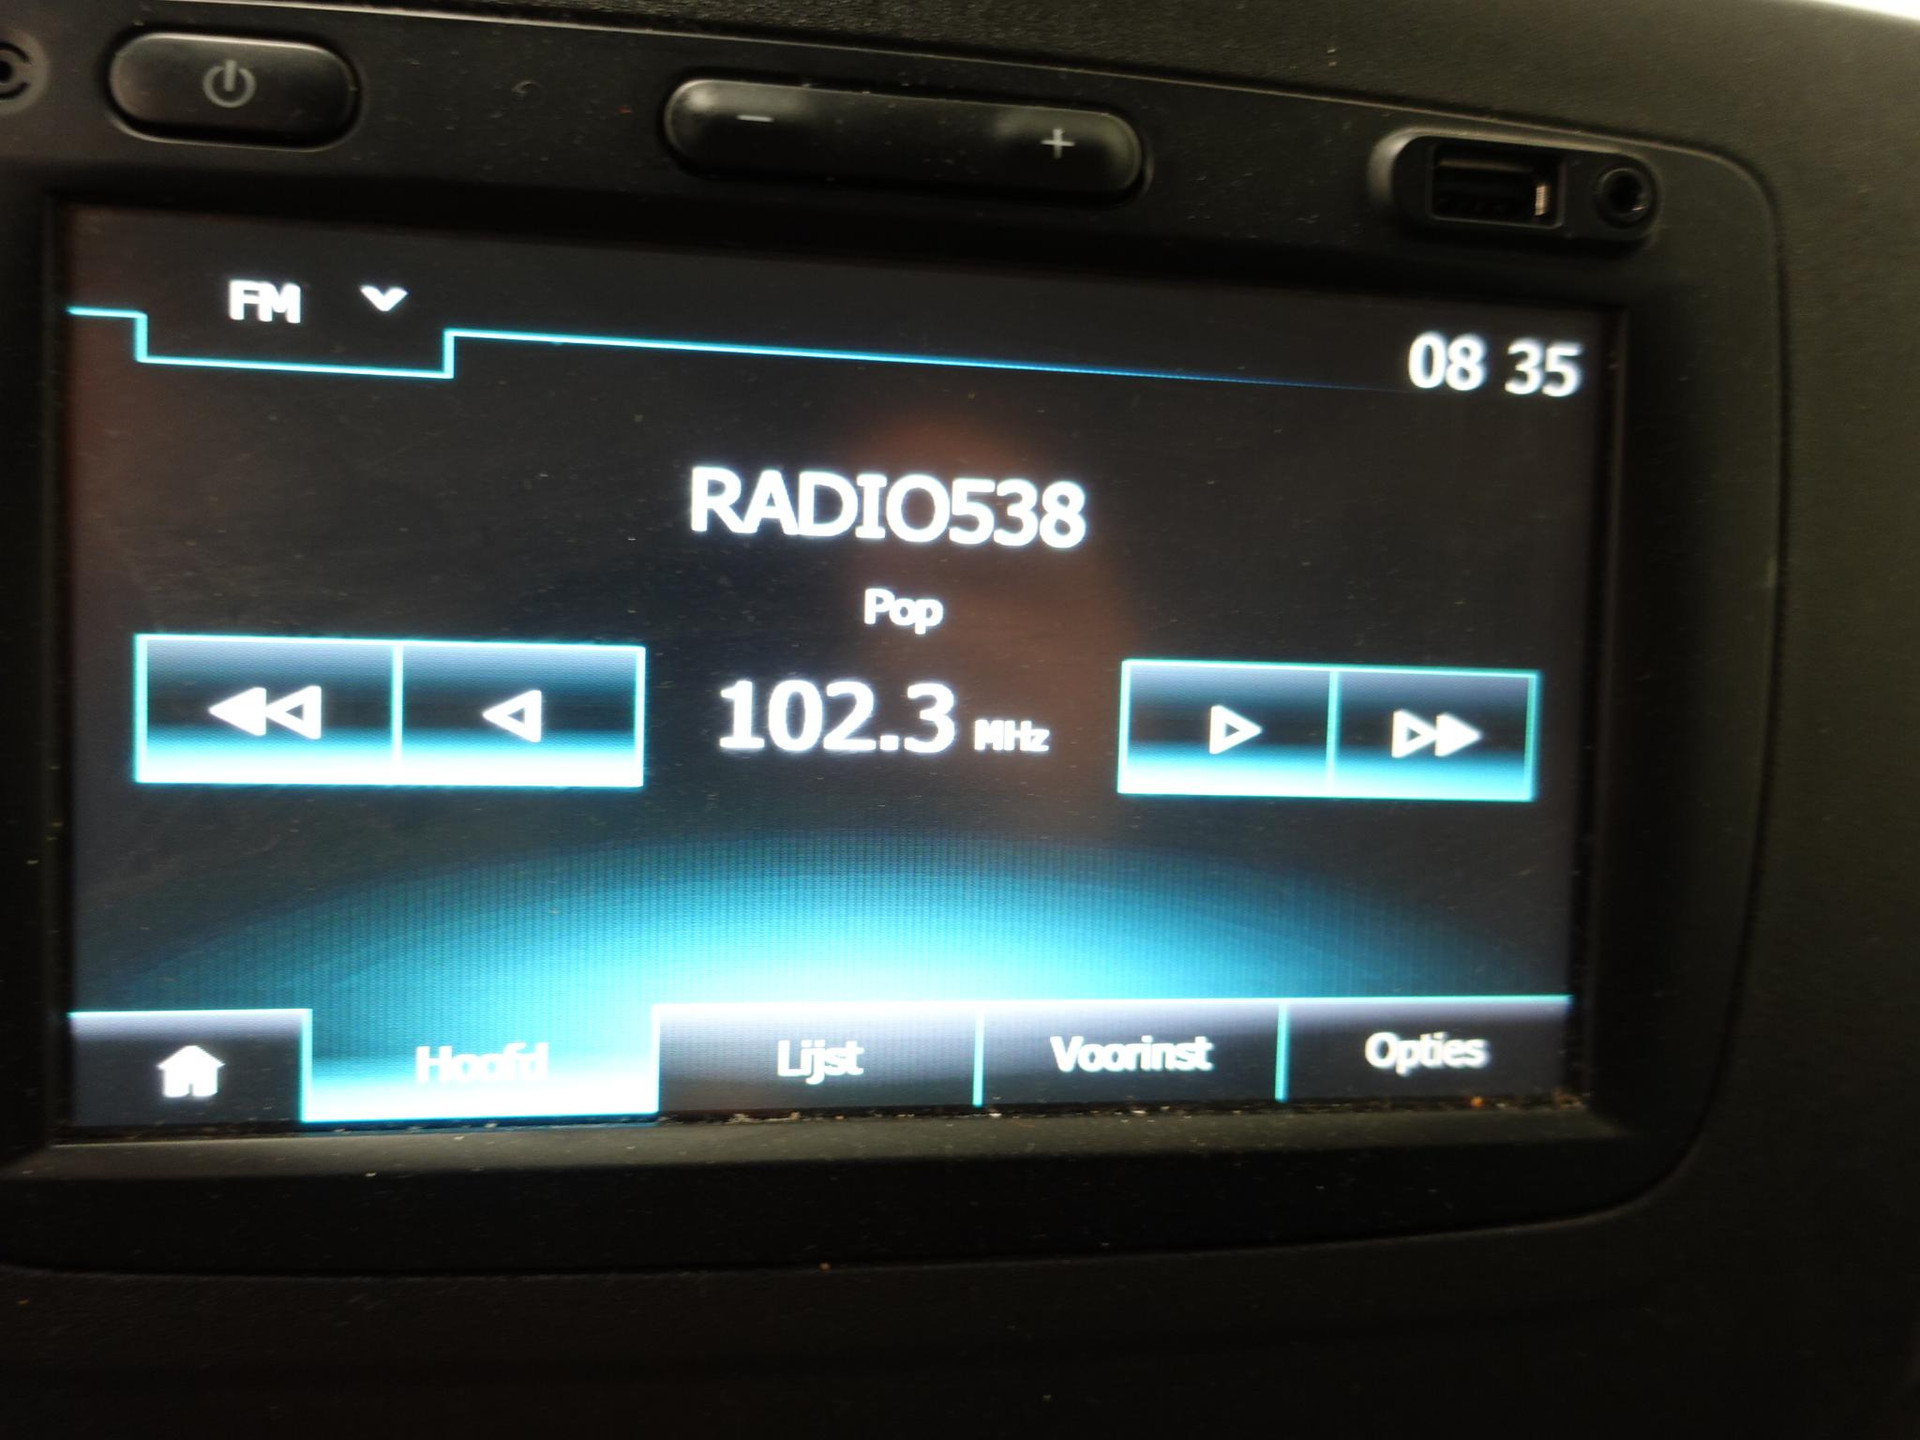 FM
08 35
RADIO538
Pop
102.3 MHz
Hoofd Lijst Voorinst Opties